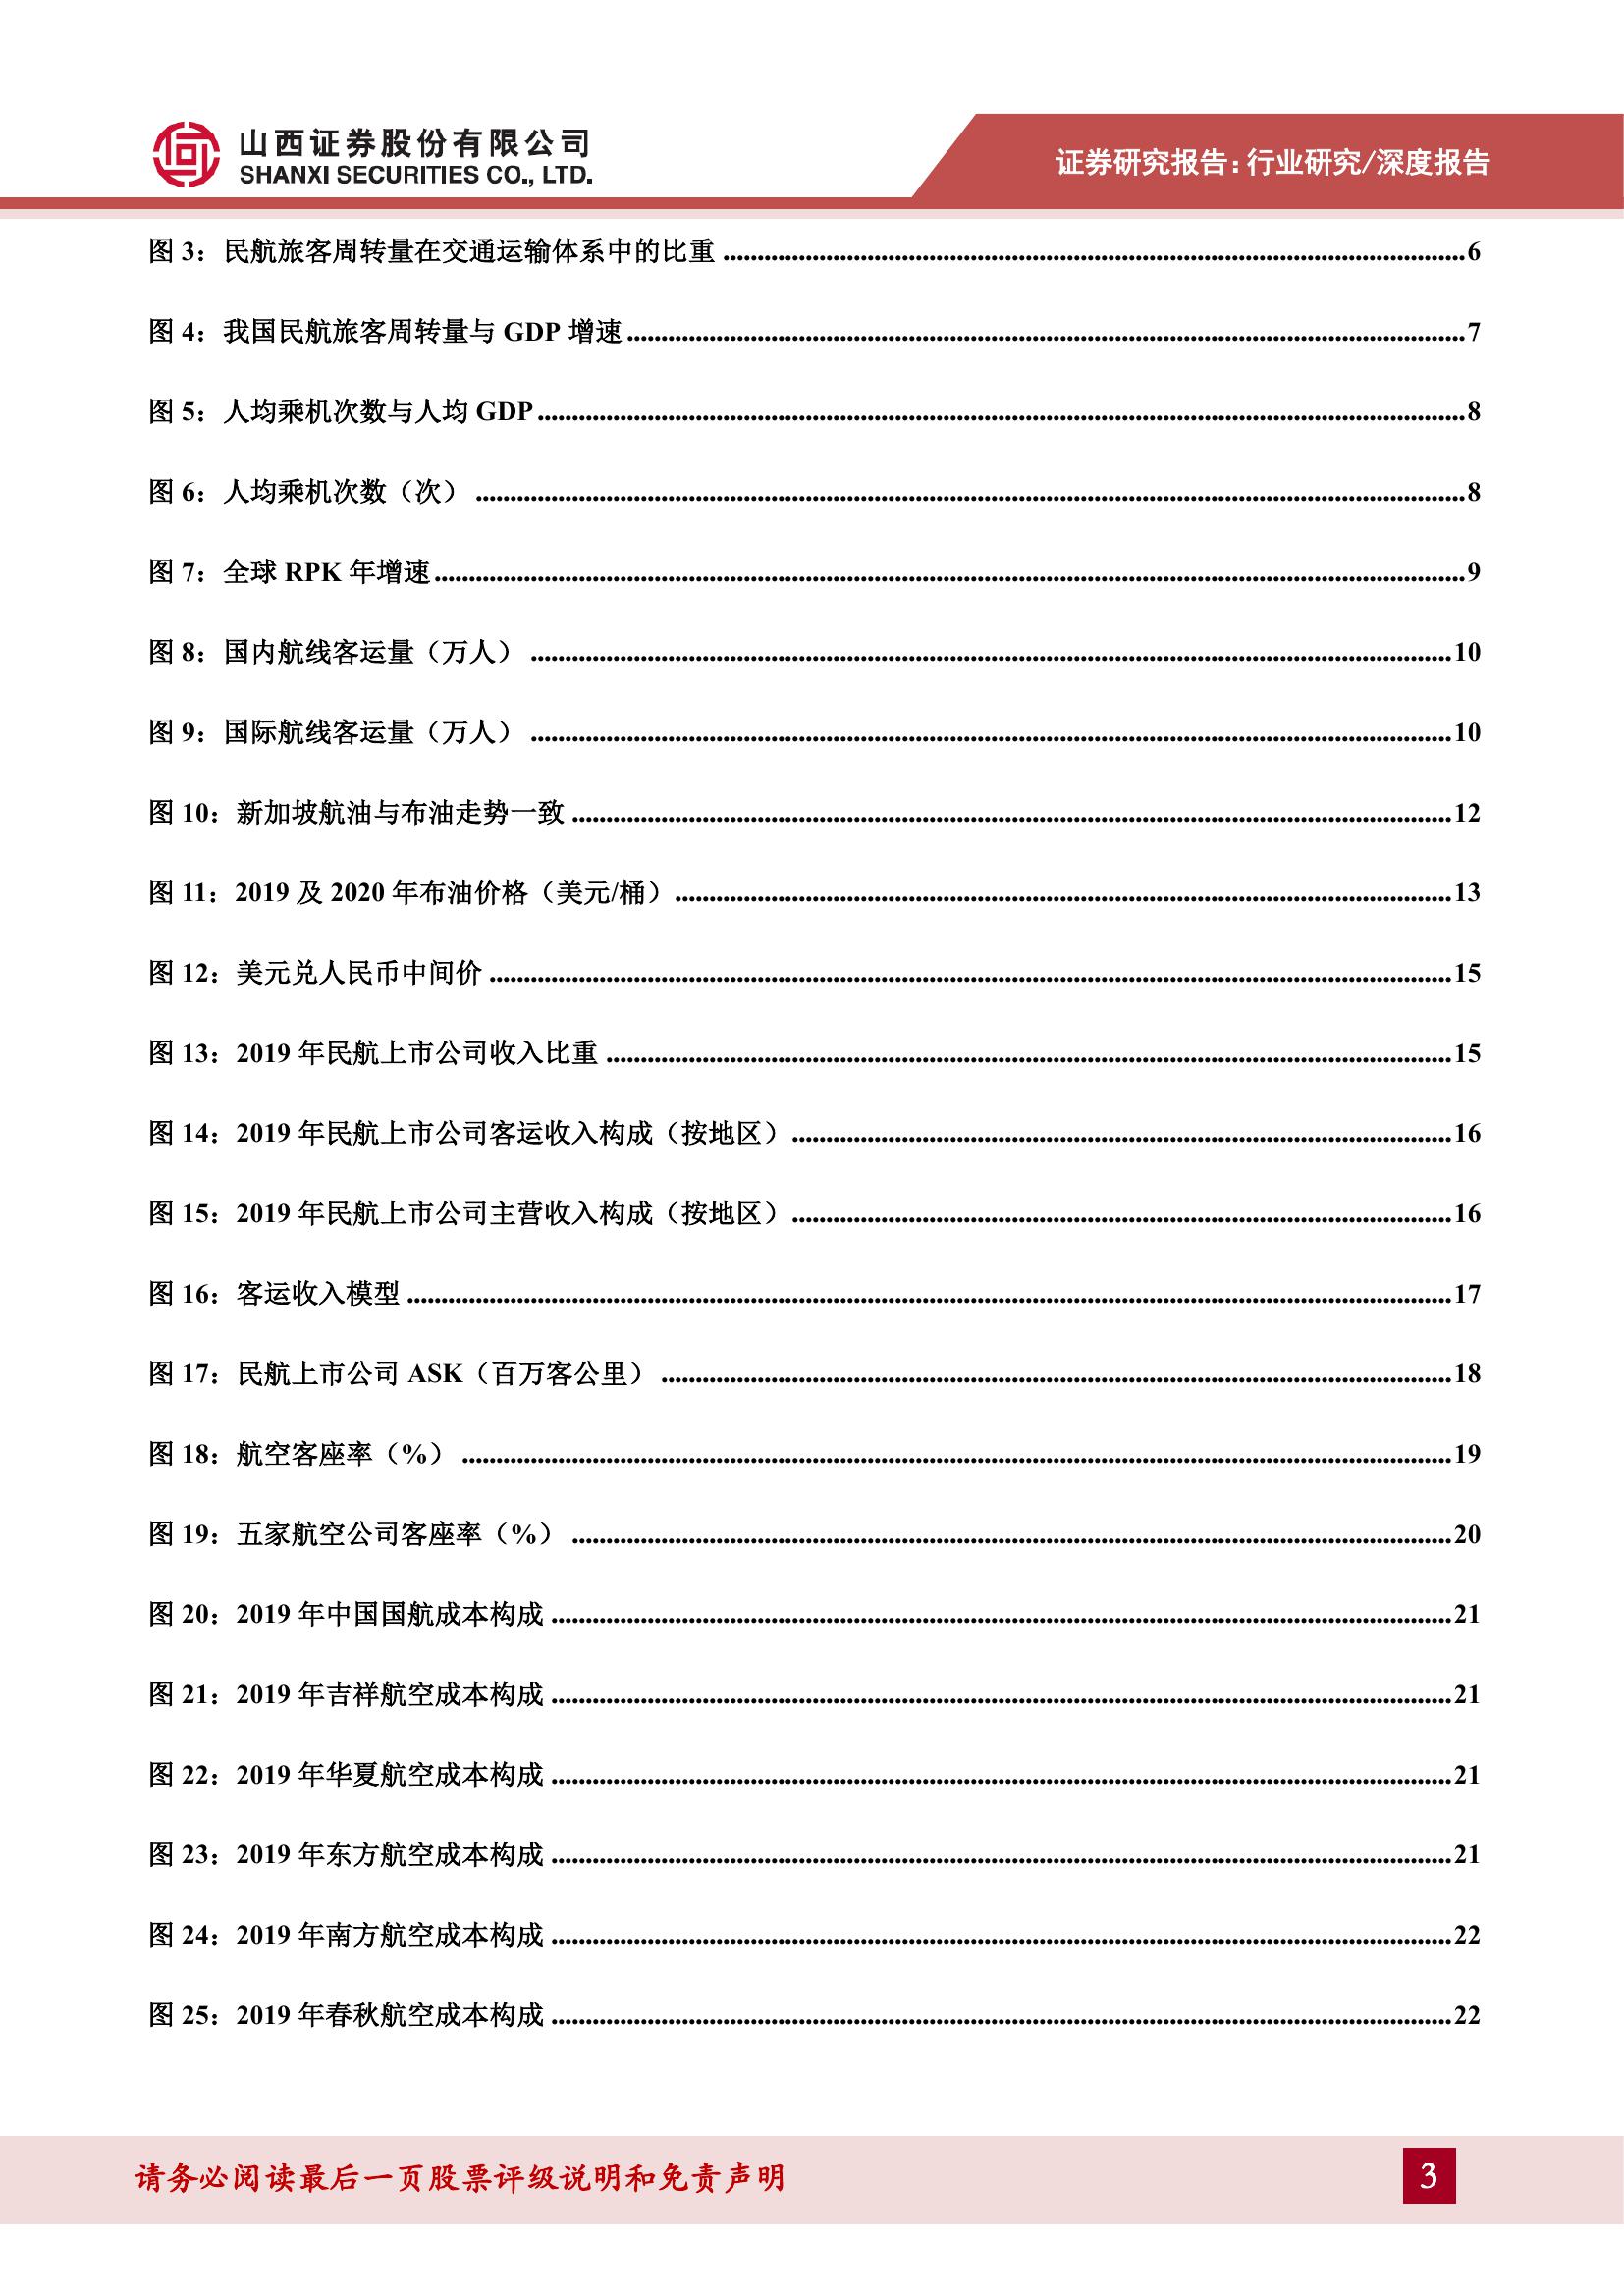 山西证券股份有限公司
SHANXI SECURITIES CO., LTD.
证券研究报告：行业研究/深度报告
图 3：民航旅客周转量在交通运输体系中的比重 ........ 6
图 4：我国民航旅客周转量与 GDP 增速 ........ 7
图 5：人均乘机次数与人均 GDP ........ 8
图 6：人均乘机次数（次） ........ 8
图 7：全球 RPK 年增速 ........ 9
图 8：国内航线客运量（万人） ........ 10
图 9：国际航线客运量（万人） ........ 10
图 10：新加坡航油与布油走势一致 ........ 12
图 11：2019 及 2020 年布油价格（美元/桶） ........ 13
图 12：美元兑人民币中间价 ........ 15
图 13：2019 年民航上市公司收入比重 ........ 15
图 14：2019 年民航上市公司客运收入构成（按地区） ........ 16
图 15：2019 年民航上市公司主营收入构成（按地区） ........ 16
图 16：客运收入模型 ........ 17
图 17：民航上市公司 ASK（百万客公里） ........ 18
图 18：航空客座率（%） ........ 19
图 19：五家航空公司客座率（%） ........ 20
图 20：2019 年中国国航成本构成 ........ 21
图 21：2019 年吉祥航空成本构成 ........ 21
图 22：2019 年华夏航空成本构成 ........ 21
图 23：2019 年东方航空成本构成 ........ 21
图 24：2019 年南方航空成本构成 ........ 22
图 25：2019 年春秋航空成本构成 ........ 22
请务必阅读最后一页股票评级说明和免责声明
3